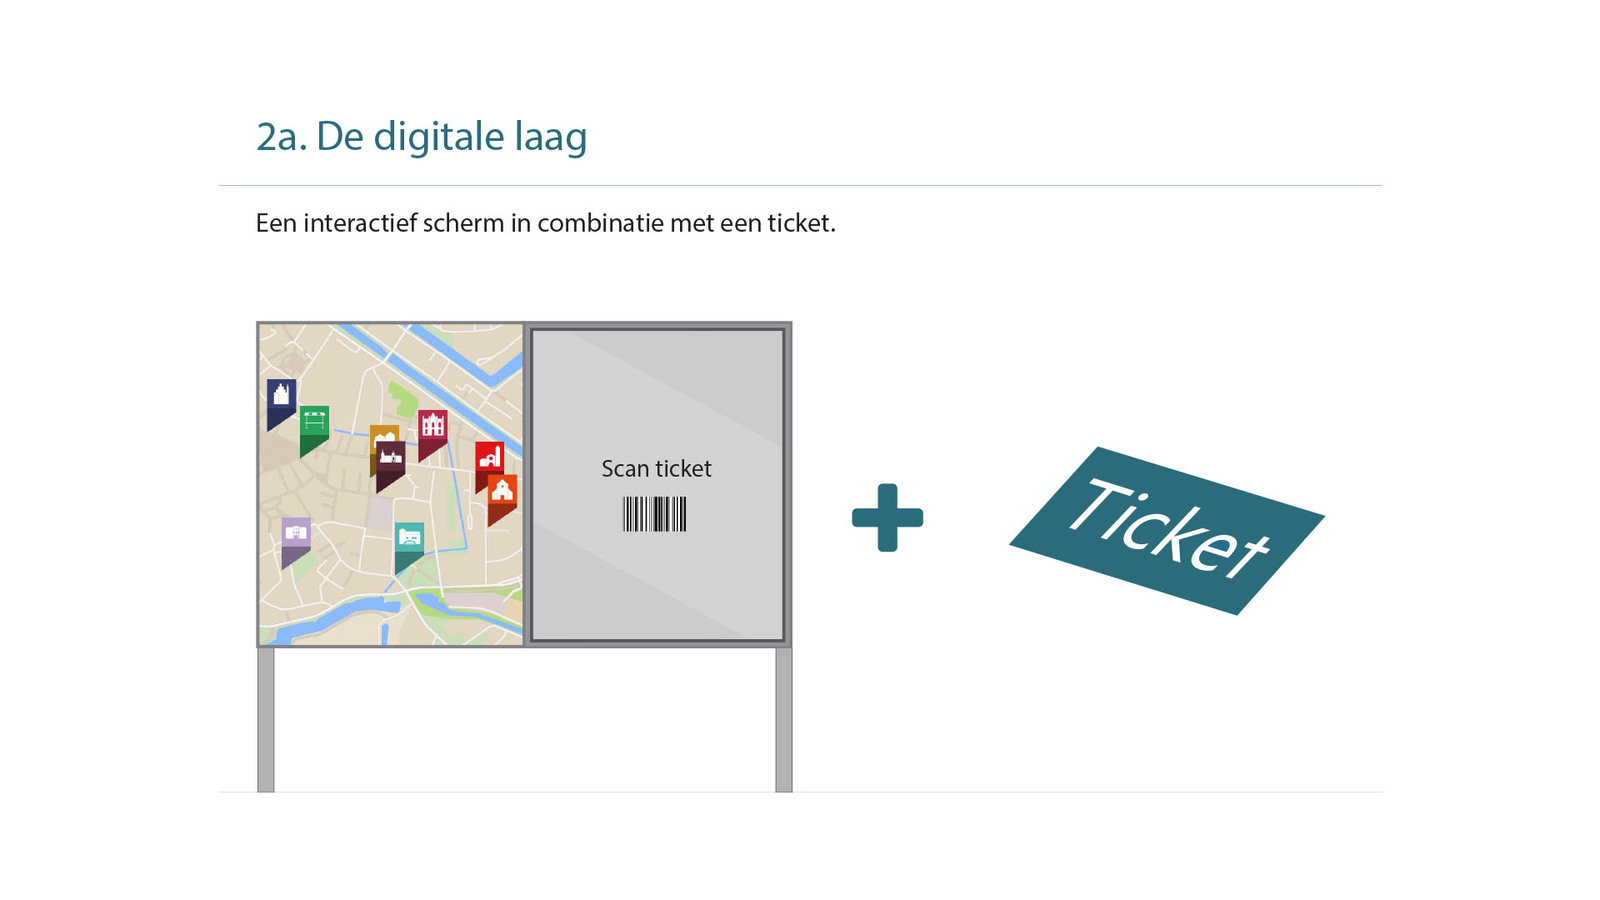 2a. De digitale laag
Een interactief scherm in combinatie met een ticket.
Scan ticket
Ticket